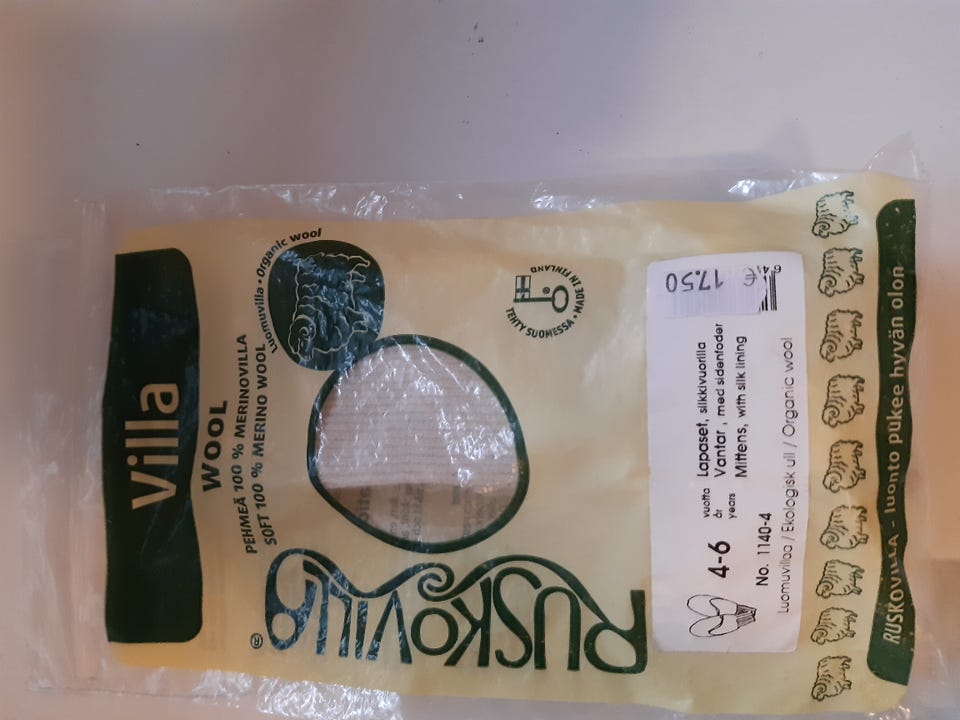 Villa
WOOL
PEHMEÄ 100 % MERINOVILLA
SOFT 100 % MERINO WOOL
Luomuvilla • Organic wool
RUSKOVILLA®
TEHTY SUOMESSA • MADE IN FINLAND
€
17.50
4-6 vuotta
år
years
Lapaset, silkkivuorilla
Vantar, med sidenfoder
Mittens, with silk lining
No. 1140-4
Luomuvillaa / Ekologisk ull / Organic wool
RUSKOVILLA - luonto pukee hyvän olon